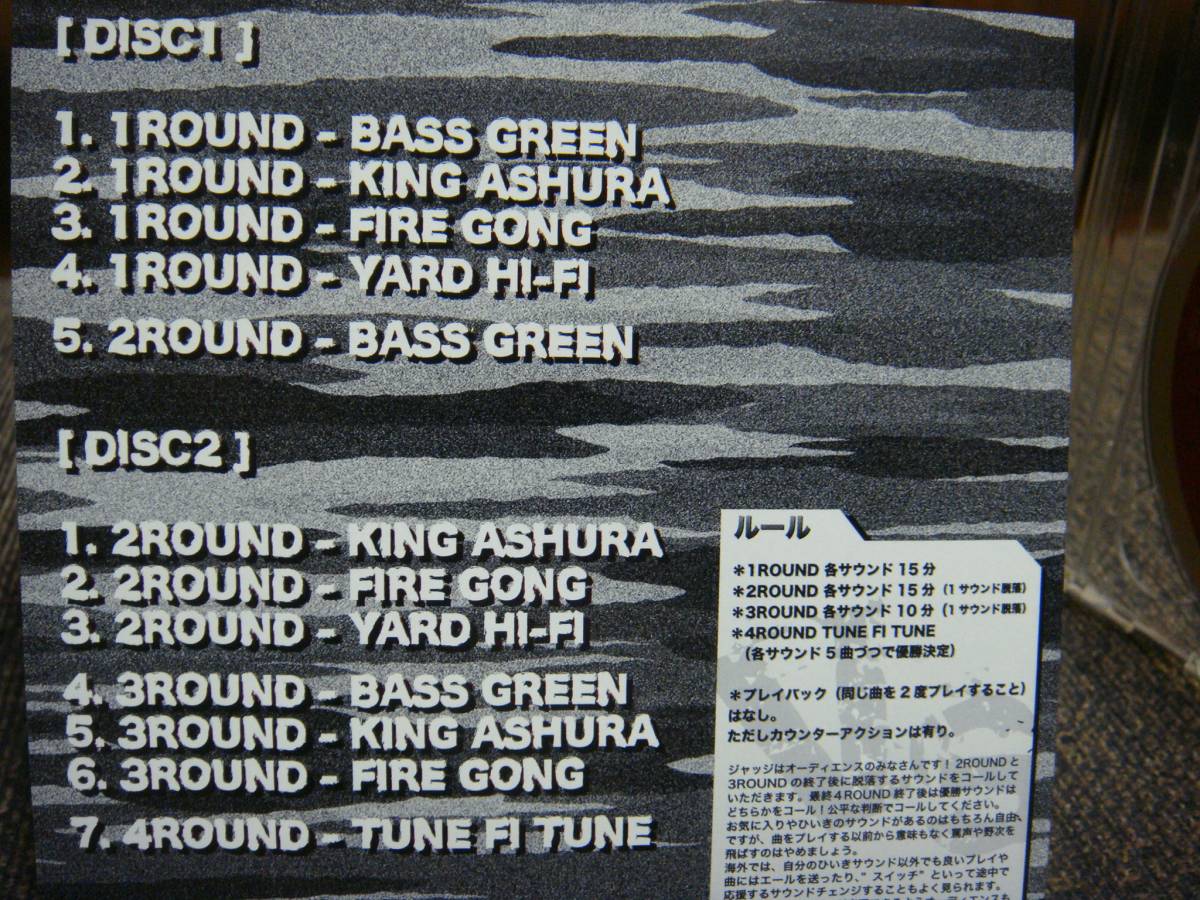 [ DISC1 ]
1. 1ROUND - BASS GREEN
2. 1ROUND - KING ASHURA
3. 1ROUND - FIRE GONG
4. 1ROUND - YARD HI-FI
5. 2ROUND - BASS GREEN
[ DISC2 ]
1. 2ROUND - KING ASHURA
2. 2ROUND - FIRE GONG
3. 2ROUND - YARD HI-FI
4. 3ROUND - BASS GREEN
5. 3ROUND - KING ASHURA
6. 3ROUND - FIRE GONG
7. 4ROUND - TUNE FI TUNE
ルール
＊1ROUND 各サウンド 15 分
＊2ROUND 各サウンド 15 分（1 サウンド脱落）
＊3ROUND 各サウンド 10 分（1 サウンド脱落）
＊4ROUND TUNE FI TUNE
（各サウンド 5 曲づつで優勝決定）
＊プレイバック（同じ曲を 2 度プレイすること）
はなし。
ただしカウンターアクションは有り。
ジャッジはオーディエンスのみなさんです！ 2ROUND と
3ROUND の終了後に脱落するサウンドをコールして
いただきます。最終 4 ROUND 終了後は優勝サウンドは
どちらかをコール！公平な判断でコールしてください。
お気に入りやひいきのサウンドがあるのはもちろん自由、
ですが、曲をプレイする以前から意味もなく罵声や野次を
飛ばすのはやめましょう。
海外では、自分のひいきサウンド以外でも良いプレイや
曲にはエールを送ったり、" スイッチ" といって途中で
応援するサウンドチェンジすることもよく見られます。